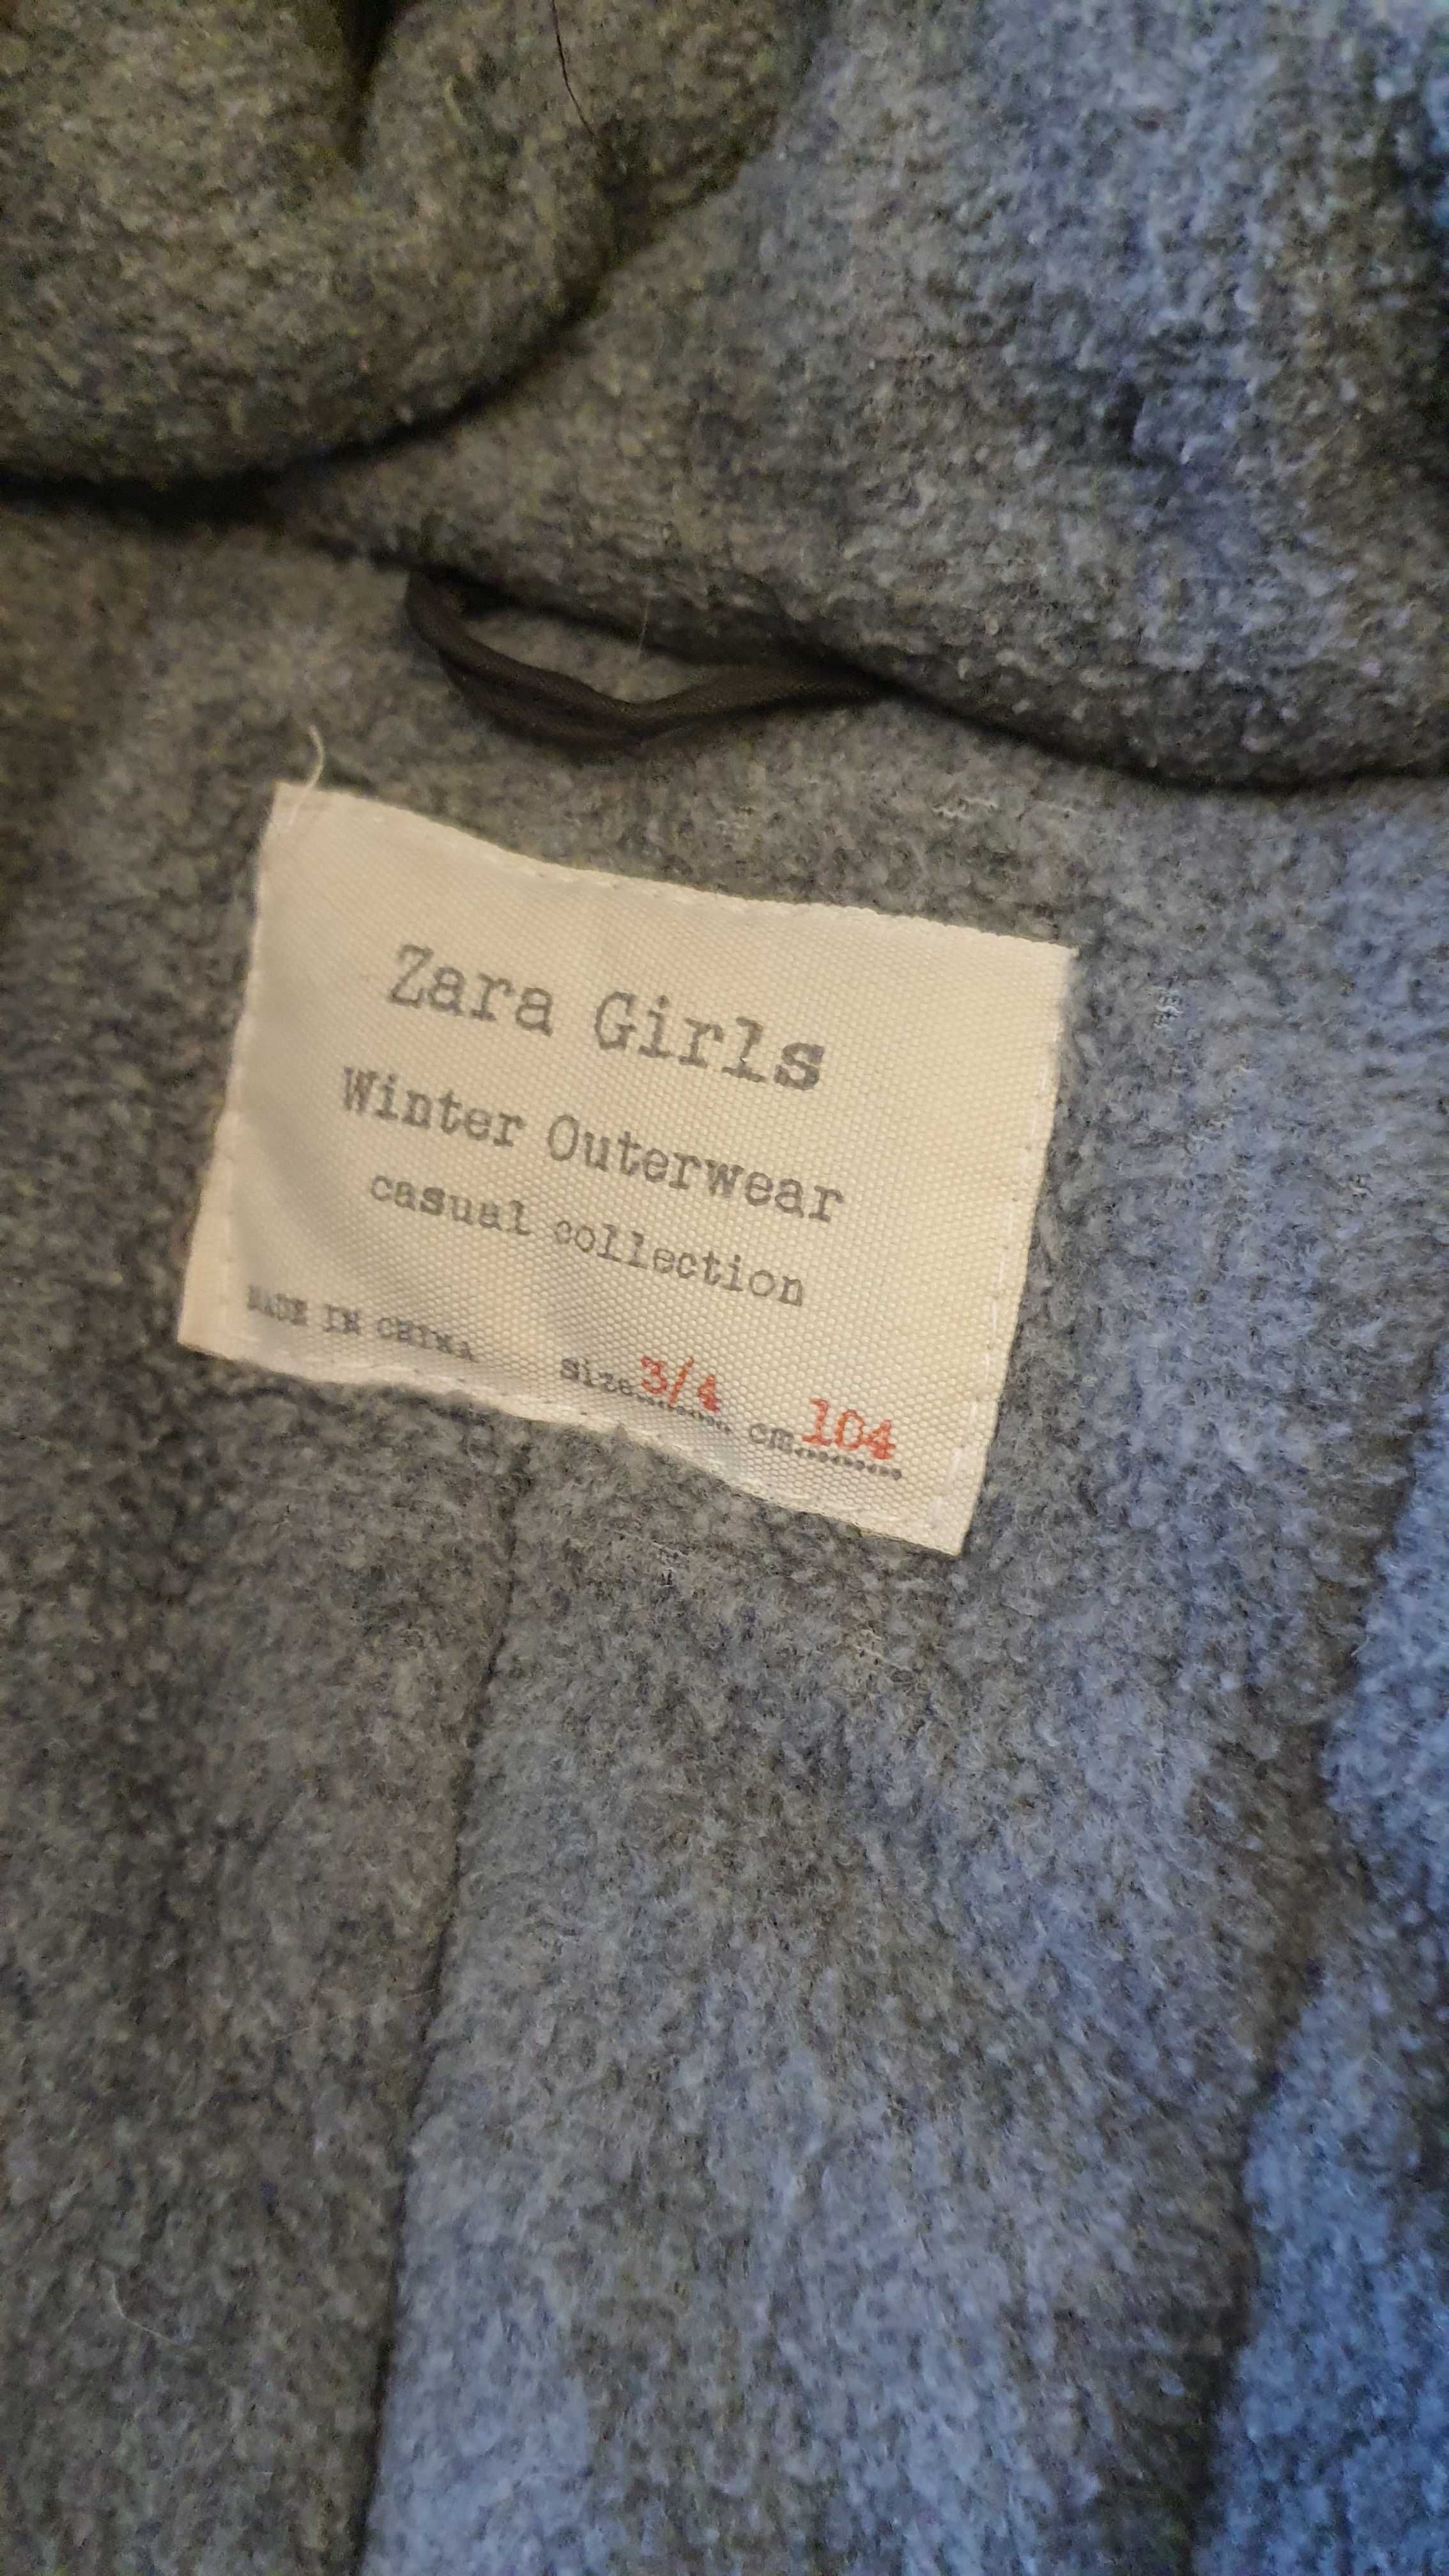 Zara Girls
Winter Outerwear
casual collection
MADE IN CHINA
size 3/4 cm 104